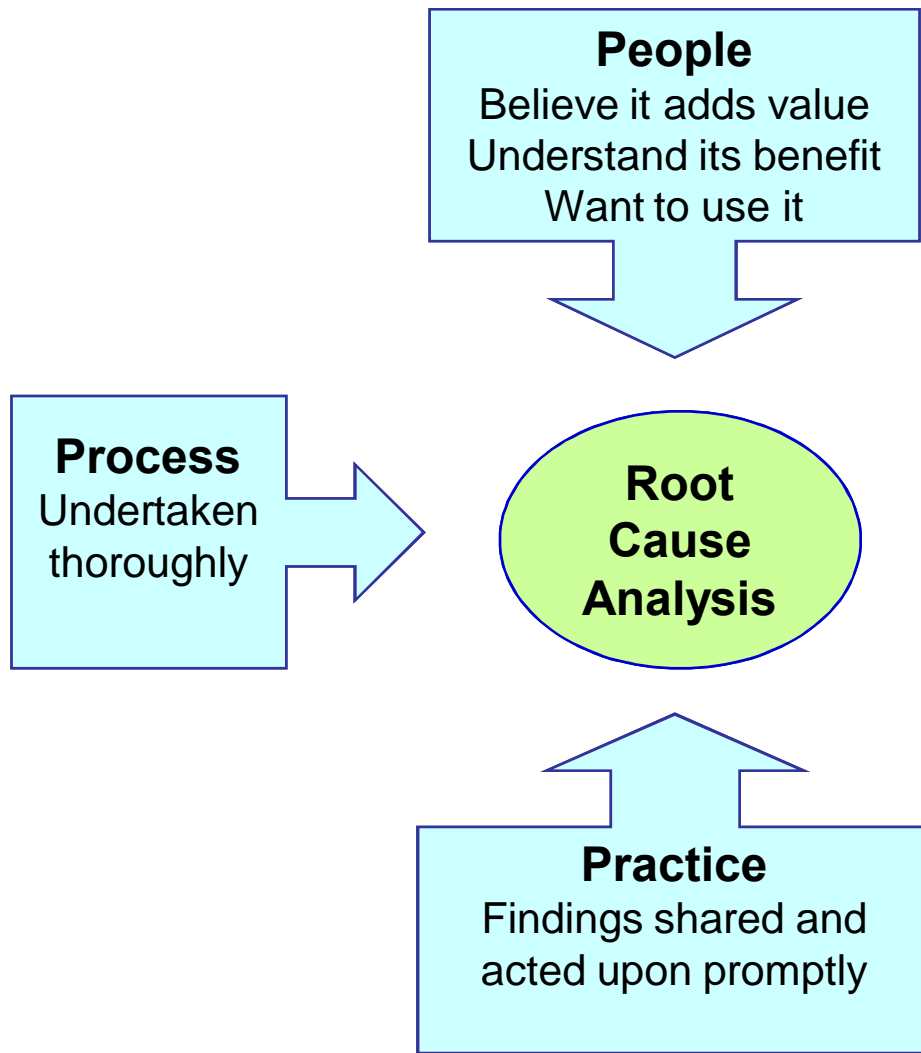 People
Believe it adds value
Understand its benefit
Want to use it
Process
Undertaken
thoroughly
Root
Cause
Analysis
Practice
Findings shared and
acted upon promptly